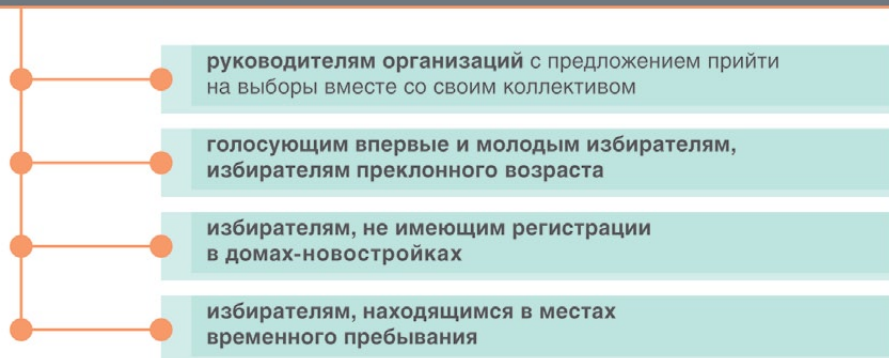 руководителям организаций с предложением прийти
на выборы вместе со своим коллективом
голосующим впервые и молодым избирателям,
избирателям преклонного возраста
избирателям, не имеющим регистрации
в домах-новостройках
избирателям, находящимся в местах
временного пребывания